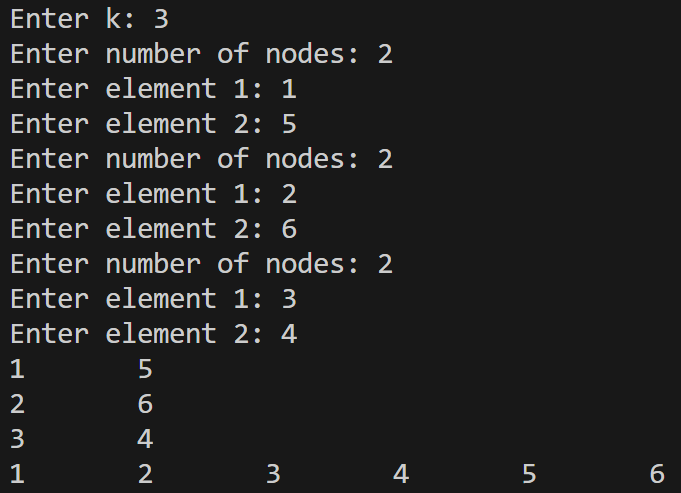 Enter k: 3
Enter number of nodes: 2
Enter element 1: 1
Enter element 2: 5
Enter number of nodes: 2
Enter element 1: 2
Enter element 2: 6
Enter number of nodes: 2
Enter element 1: 3
Enter element 2: 4
1       5
2       6
3       4
1       2       3       4       5       6